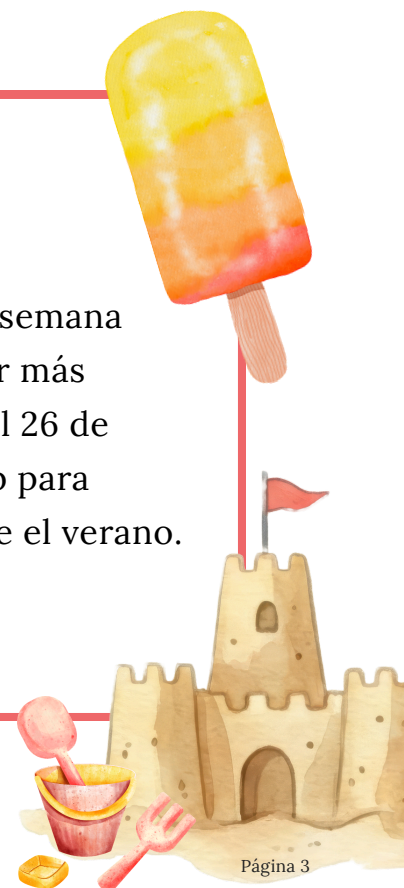 semana
r más
l 26 de
o para
e el verano.
Página 3